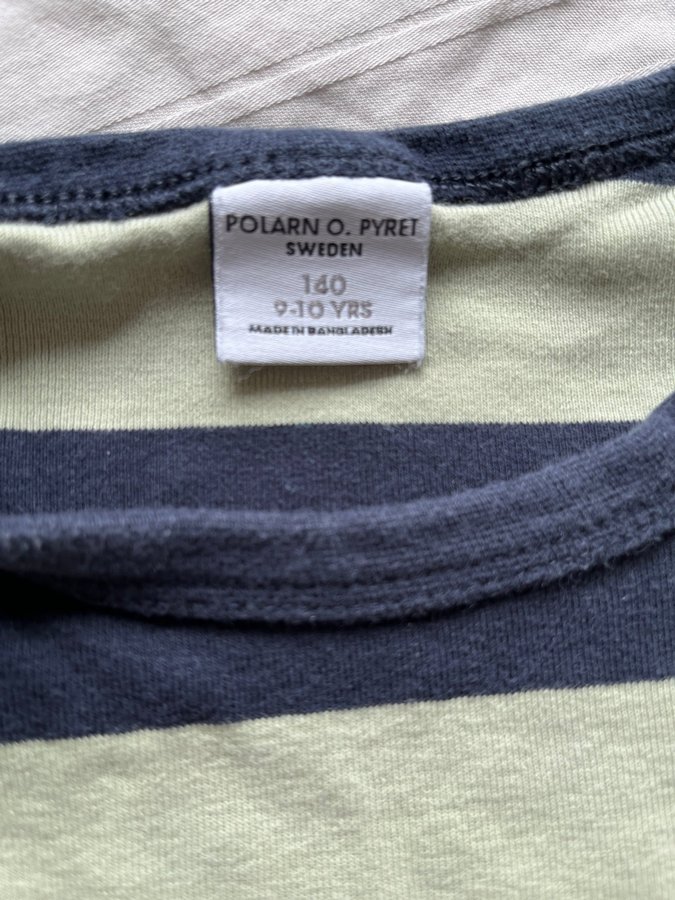 POLARN O. PYRET
SWEDEN
140
9-10 YRS
MADE IN BANGLADESH